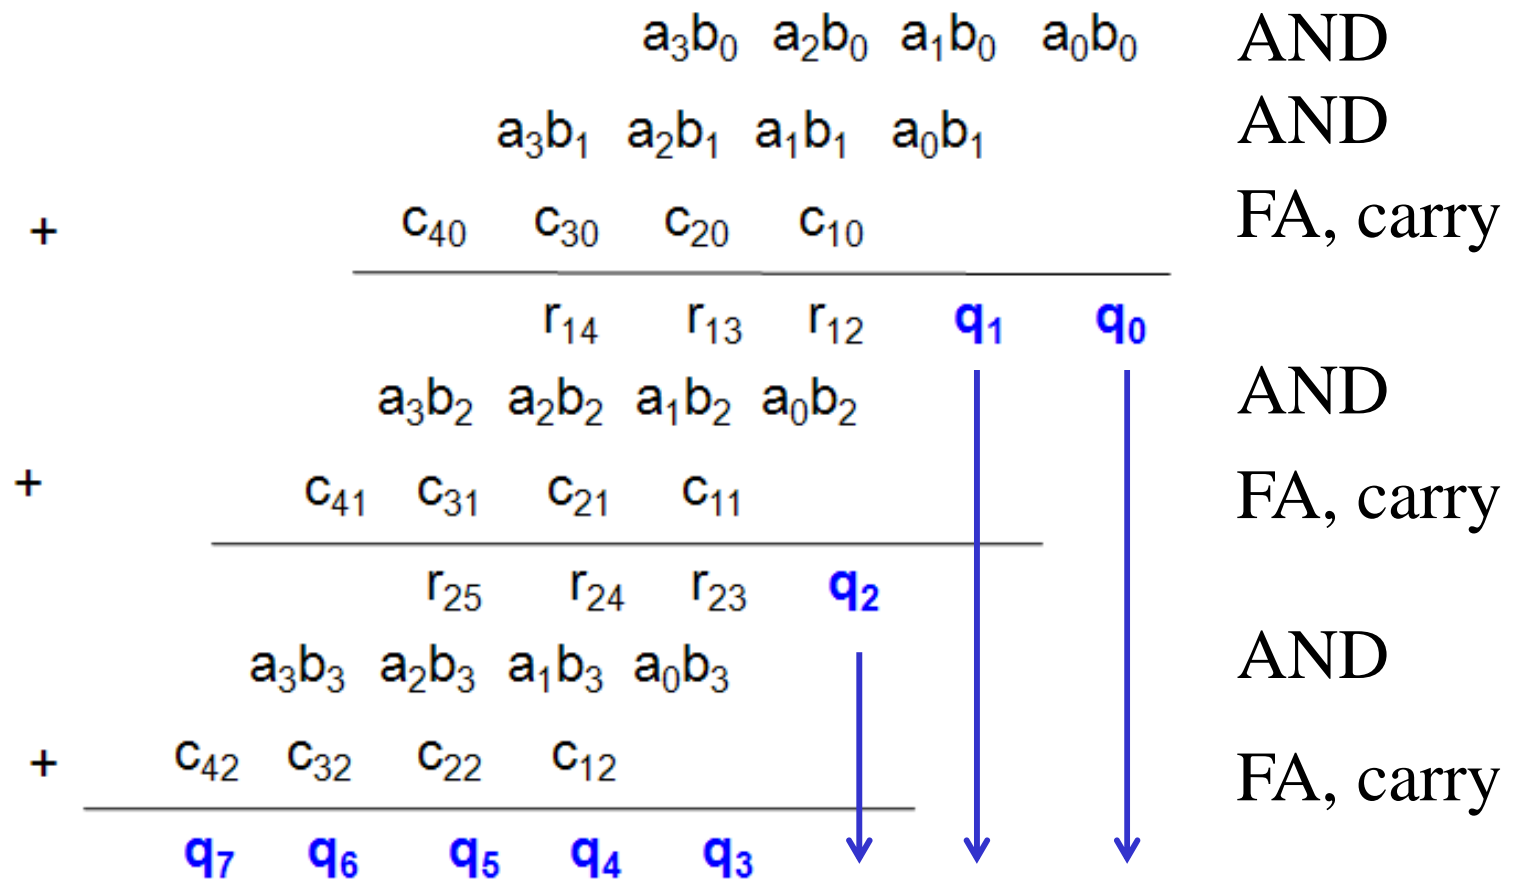 a₃b₀ a₂b₀ a₁b₀ a₀b₀ AND
a₃b₁ a₂b₁ a₁b₁ a₀b₁ AND
+ c₄₀ c₃₀ c₂₀ c₁₀ FA, carry
r₁₄ r₁₃ r₁₂ q₁ q₀
a₃b₂ a₂b₂ a₁b₂ a₀b₂ AND
+ c₄₁ c₃₁ c₂₁ c₁₁ FA, carry
r₂₅ r₂₄ r₂₃ q₂
a₃b₃ a₂b₃ a₁b₃ a₀b₃ AND
+ c₄₂ c₃₂ c₂₂ c₁₂ FA, carry
q₇ q₆ q₅ q₄ q₃